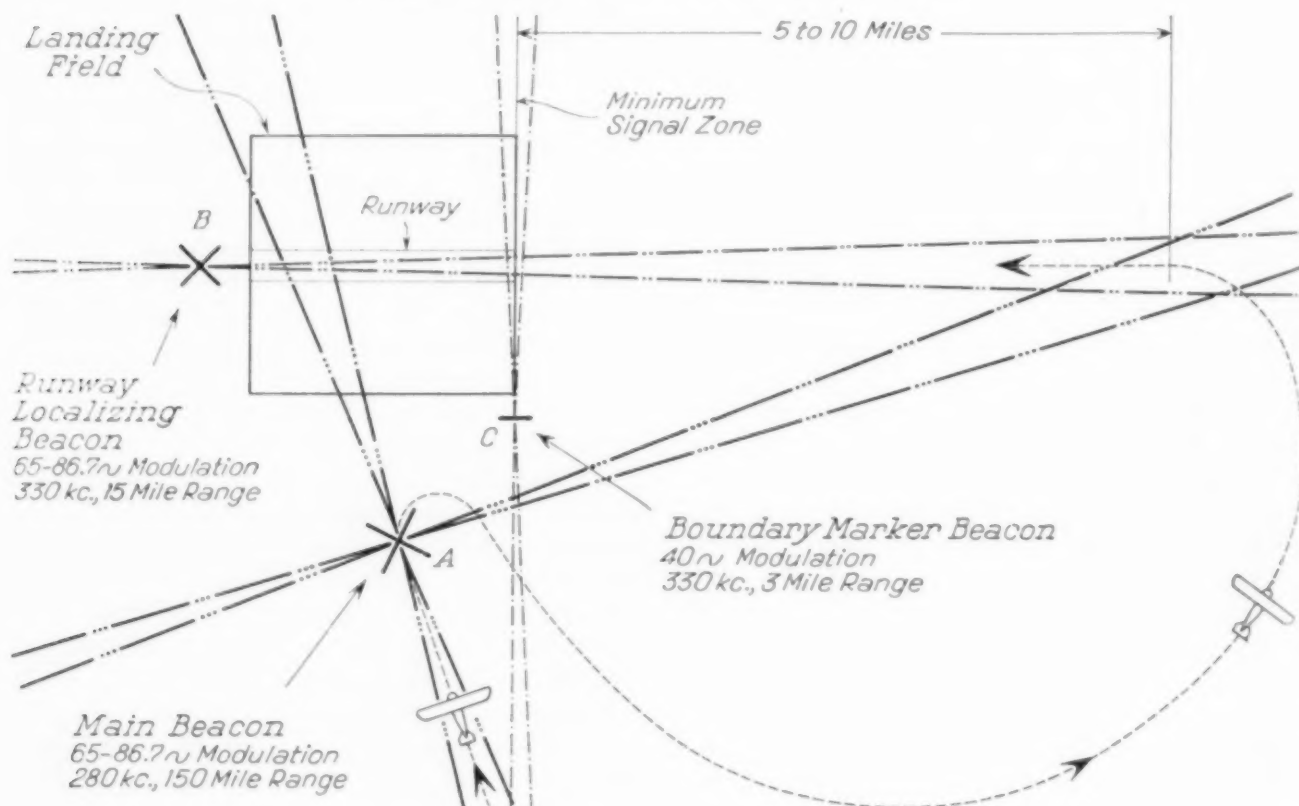 Landing
Field
5 to 10 Miles
Minimum
Signal Zone
Runway
B
Runway
Localizing
Beacon
65-86.7~ Modulation
330 kc., 15 Mile Range
C
A
Boundary Marker Beacon
40~ Modulation
330 kc., 3 Mile Range
Main Beacon
65-86.7~ Modulation
280 kc., 150 Mile Range